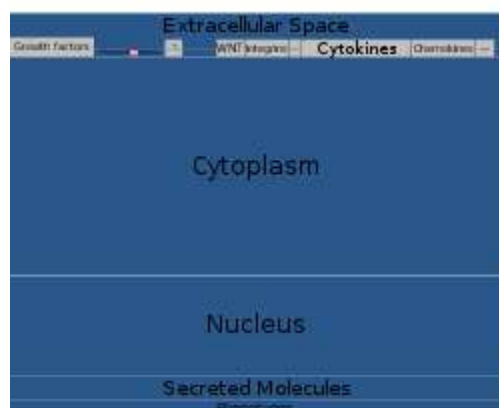 Extracellular Space
Growth factors WNT Integrins Cytokines Chemokines
Cytoplasm
Nucleus
Secreted Molecules